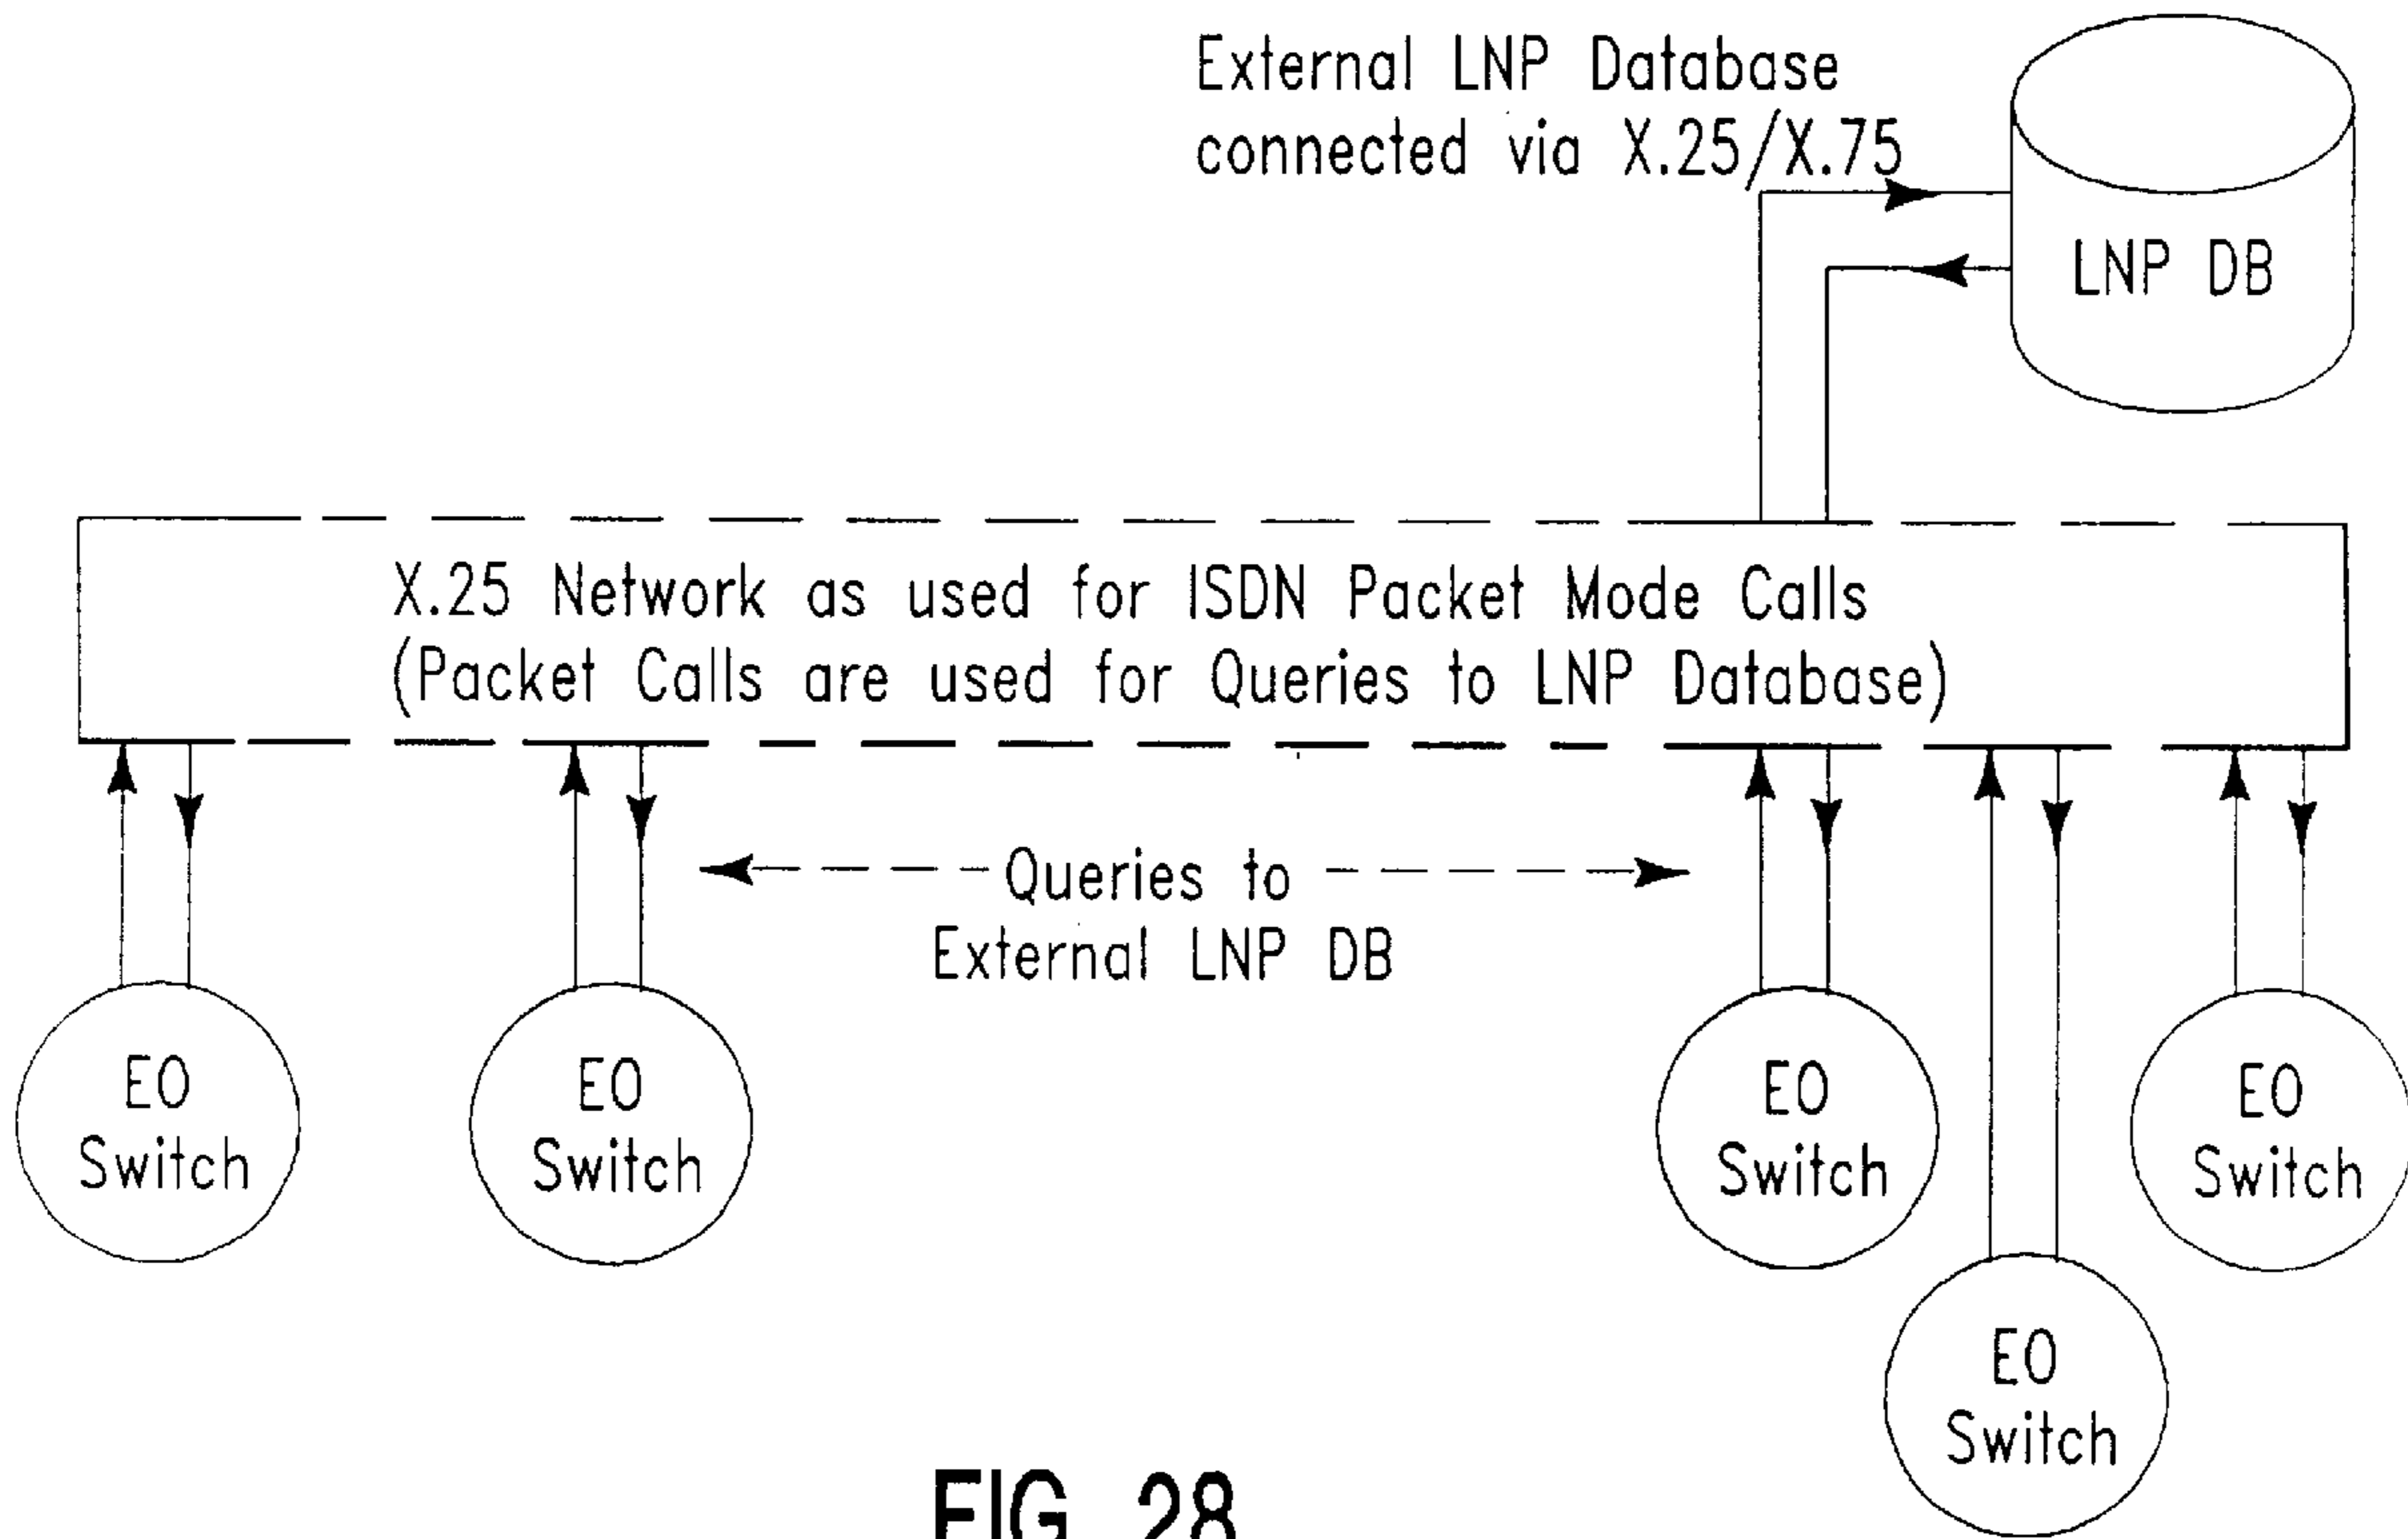 External LNP Database
connected via X.25/X.75
LNP DB
X.25 Network as used for ISDN Packet Mode Calls
(Packet Calls are used for Queries to LNP Database)
Queries to
External LNP DB
EO
Switch
EO
Switch
EO
Switch
EO
Switch
EO
Switch
FIG. 28